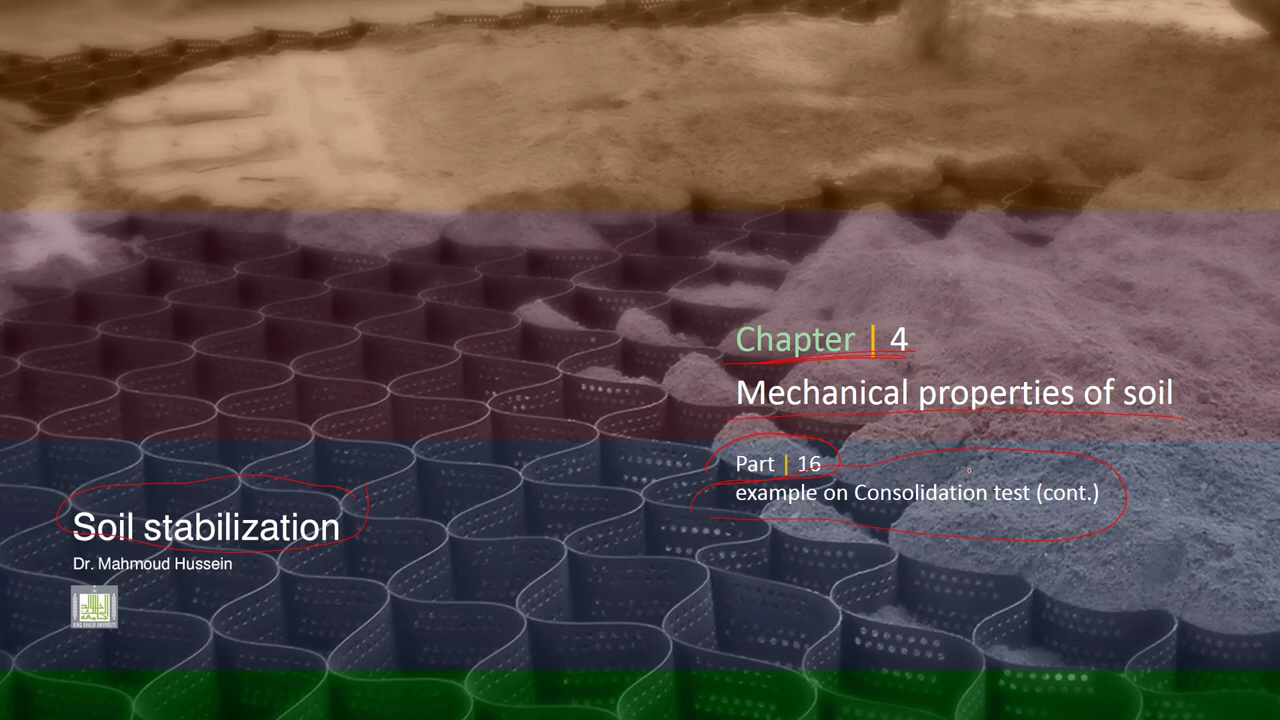 Chapter | 4
Mechanical properties of soil
Part | 16
example on Consolidation test (cont.)
Soil stabilization
Dr. Mahmoud Hussein